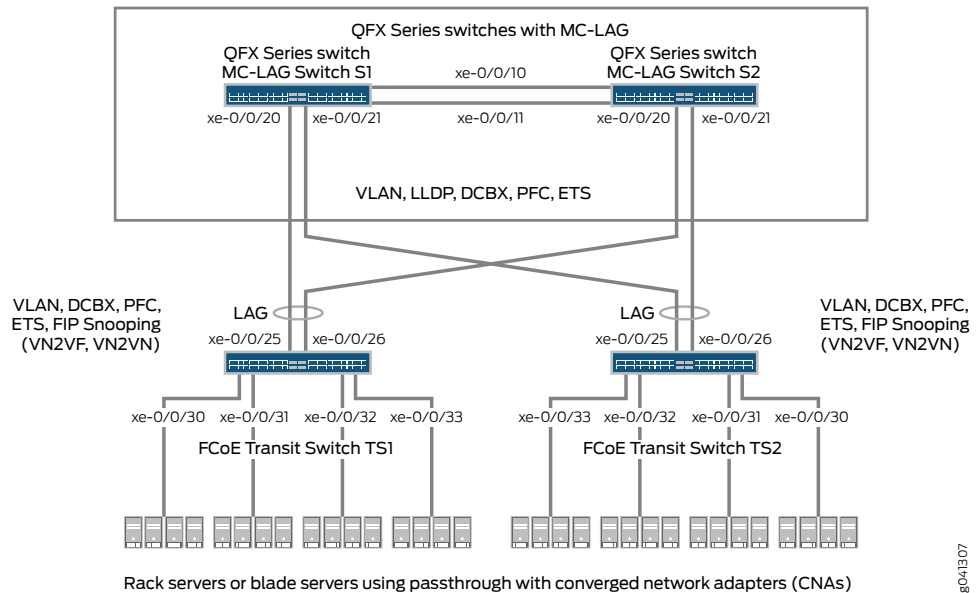 QFX Series switches with MC-LAG
QFX Series switch
MC-LAG Switch S1
QFX Series switch
MC-LAG Switch S2
xe-0/0/10
xe-0/0/20
xe-0/0/21
xe-0/0/11
xe-0/0/20
xe-0/0/21
VLAN, LLDP, DCBX, PFC, ETS
VLAN, DCBX, PFC,
ETS, FIP Snooping
(VN2VF, VN2VN)
LAG
LAG
VLAN, DCBX, PFC,
ETS, FIP Snooping
(VN2VF, VN2VN)
xe-0/0/25
xe-0/0/26
xe-0/0/25
xe-0/0/26
xe-0/0/30
xe-0/0/31
xe-0/0/32
xe-0/0/33
xe-0/0/33
xe-0/0/32
xe-0/0/31
xe-0/0/30
FCoE Transit Switch TS1
FCoE Transit Switch TS2
Rack servers or blade servers using passthrough with converged network adapters (CNAs)
g041307